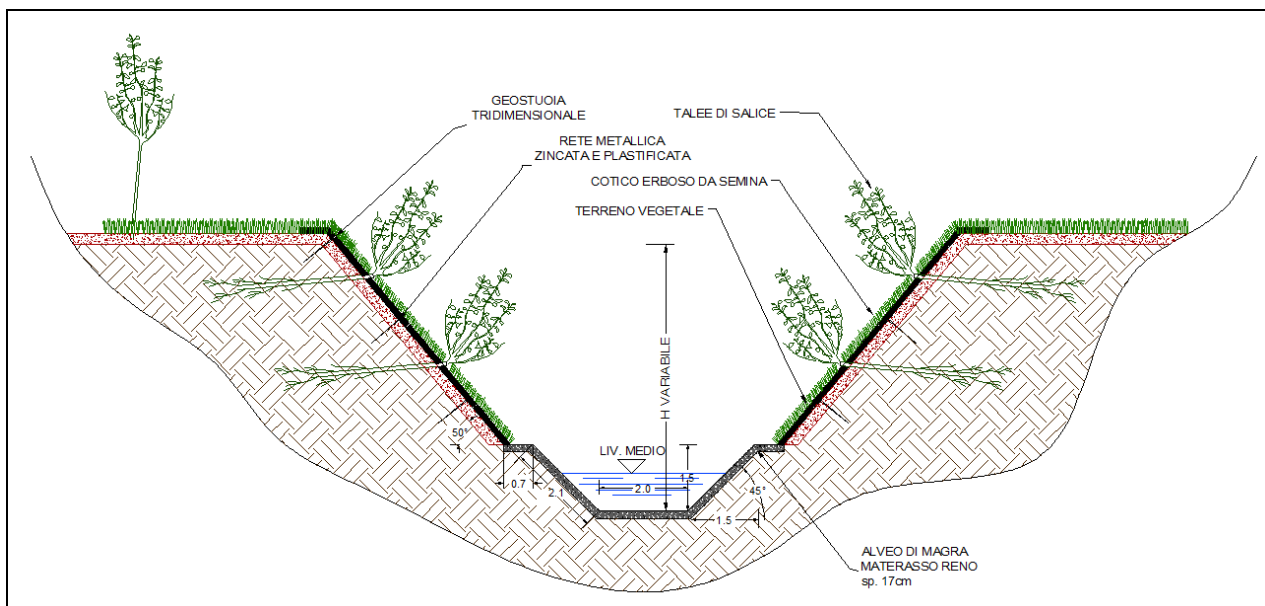 GEOSTUOIA
TRIDIMENSIONALE
TALEE DI SALICE
RETE METALLICA
ZINCATA E PLASTIFICATA
COTICO ERBOSO DA SEMINA
TERRENO VEGETALE
H VARIABILE
50°
LIV. MEDIO
1.5
0.7
2.1
2.0
45°
1.5
ALVEO DI MAGRA
MATERASSO RENO
sp. 17cm